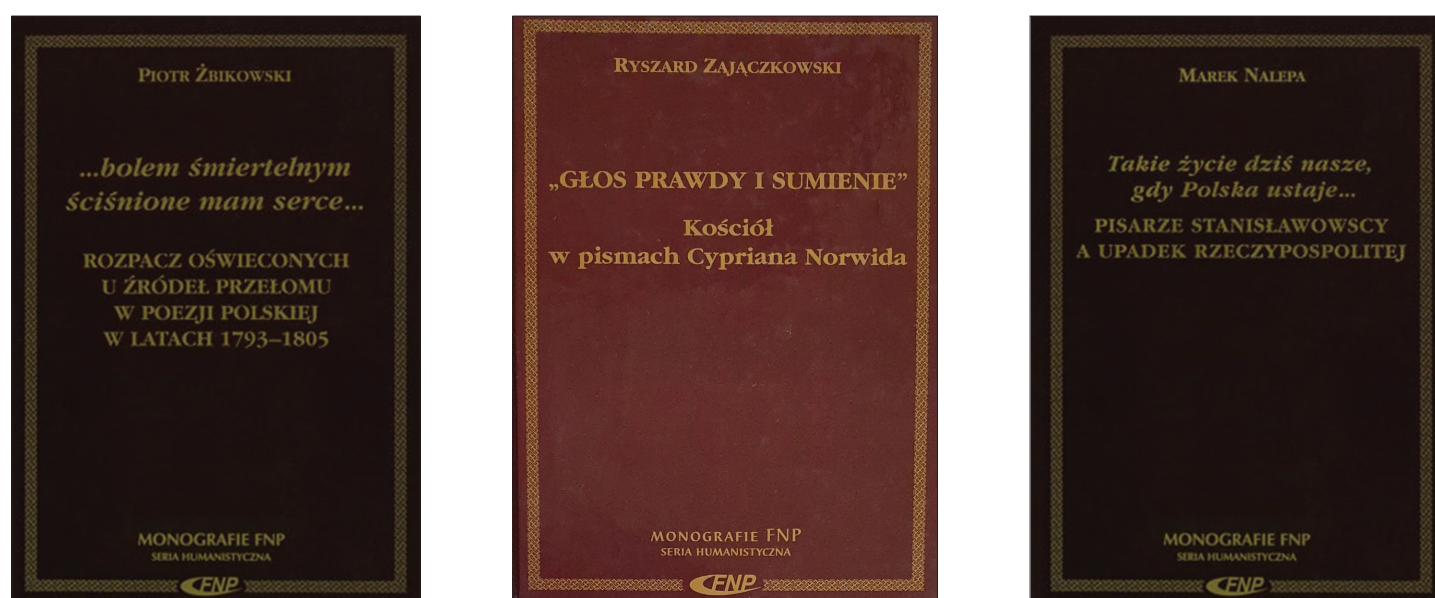 PIOTR ŻBIKOWSKI
...bolem śmiertelnym
ściśnione mam serce...
ROZPACZ OŚWIECONYCH
U ŹRÓDEŁ PRZEŁOMU
W POEZJI POLSKIEJ
W LATACH 1793–1805
MONOGRAFIE FNP
SERIA HUMANISTYCZNA
FNP
RYSZARD ZAJĄCZKOWSKI
„GŁOS PRAWDY I SUMIENIE”
Kościół
w pismach Cypriana Norwida
MONOGRAFIE FNP
SERIA HUMANISTYCZNA
FNP
MAREK NALEPA
Takie życie dziś nasze,
gdy Polska ustaje...
PISARZE STANISŁAWOWSCY
A UPADEK RZECZYPOSPOLITEJ
MONOGRAFIE FNP
SERIA HUMANISTYCZNA
FNP